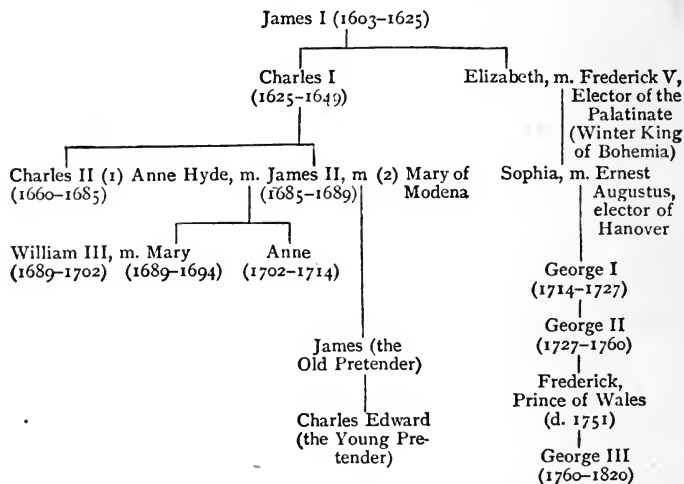 James I (1603–1625)
Charles I
(1625–1649)
Elizabeth, m. Frederick V,
Elector of the
Palatinate
(Winter King
of Bohemia)
Charles II (1) Anne Hyde, m. James II, m (2) Mary of
(1660–1685) (1685–1689) Modena
Sophia, m. Ernest
Augustus,
elector of
Hanover
William III, m. Mary Anne
(1689–1702) (1689–1694) (1702–1714)
George I
(1714–1727)
George II
(1727–1760)
James (the
Old Pretender)
Frederick,
Prince of Wales
(d. 1751)
Charles Edward
(the Young Pre-
tender)
George III
(1760–1820)